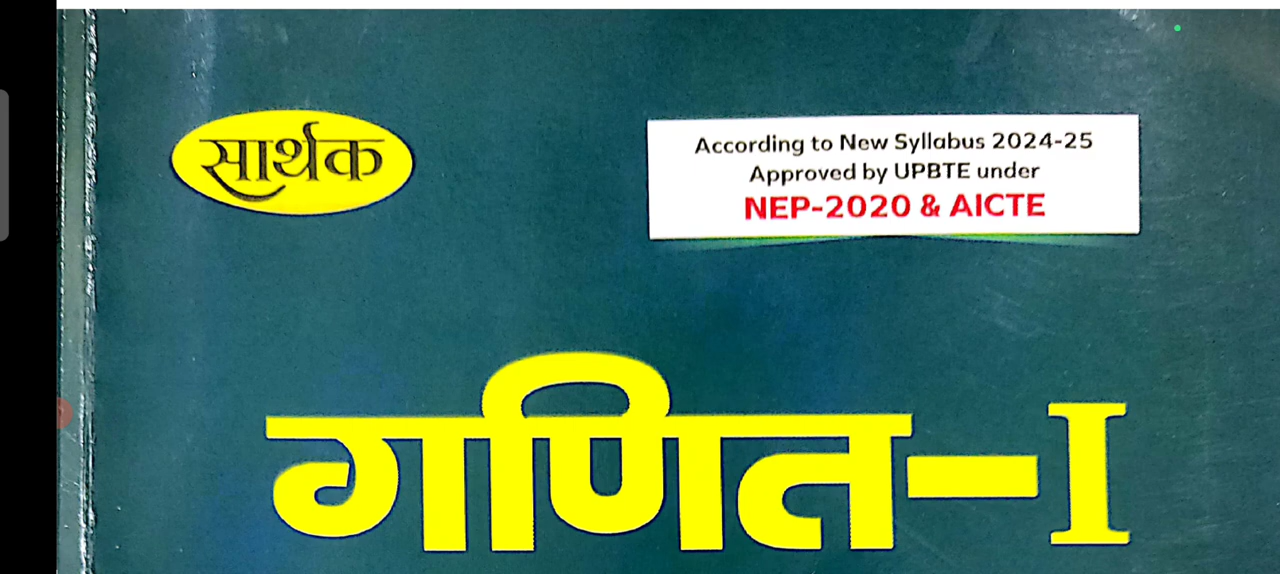 सार्थक
According to New Syllabus 2024-25
Approved by UPBTE under
NEP-2020 & AICTE
गणित-I